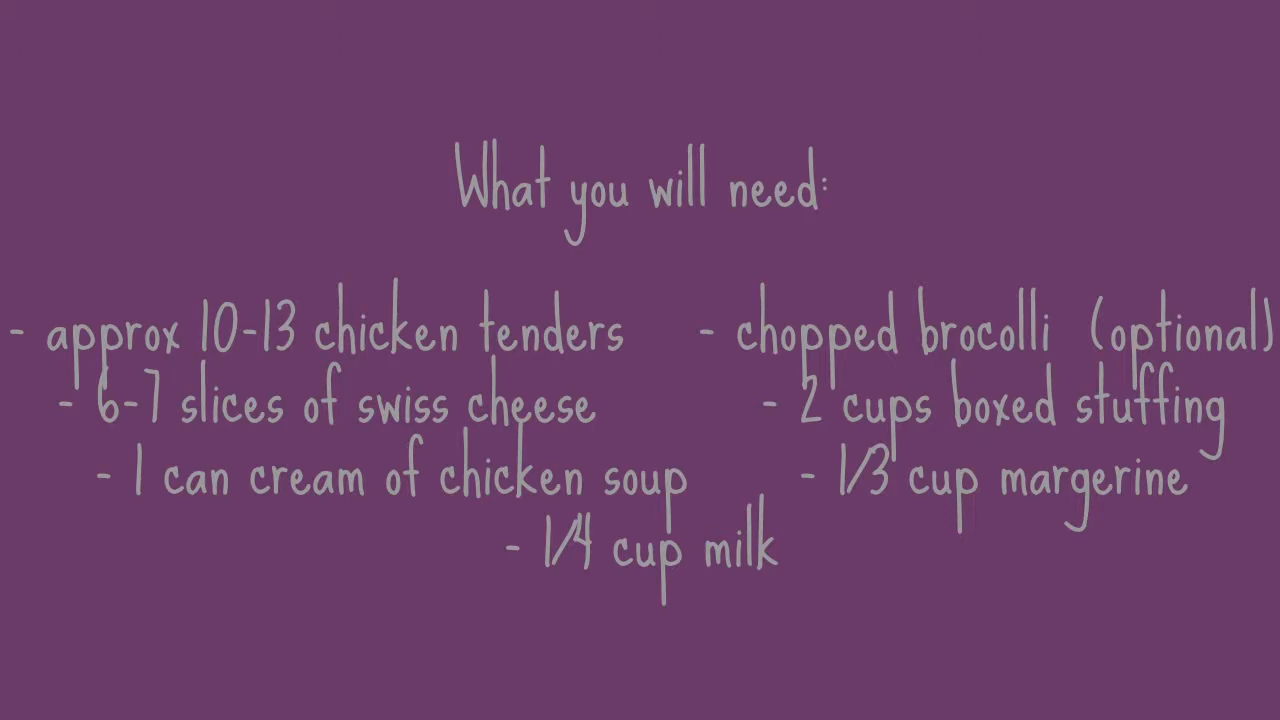 What you will need:
- approx 10-13 chicken tenders - chopped brocolli (optional)
- 6-7 slices of swiss cheese - 2 cups boxed stuffing
- 1 can cream of chicken soup - 1/3 cup margerine
- 1/4 cup milk